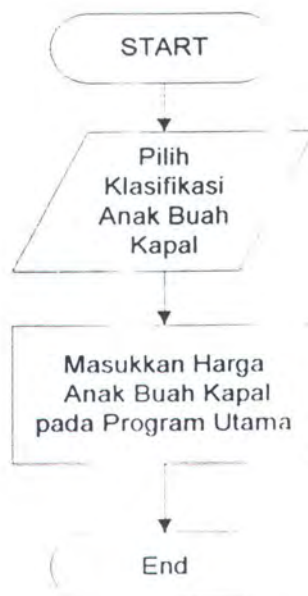 START
Pilih
Klasifikasi
Anak Buah
Kapal
Masukkan Harga
Anak Buah Kapal
pada Program Utama
End